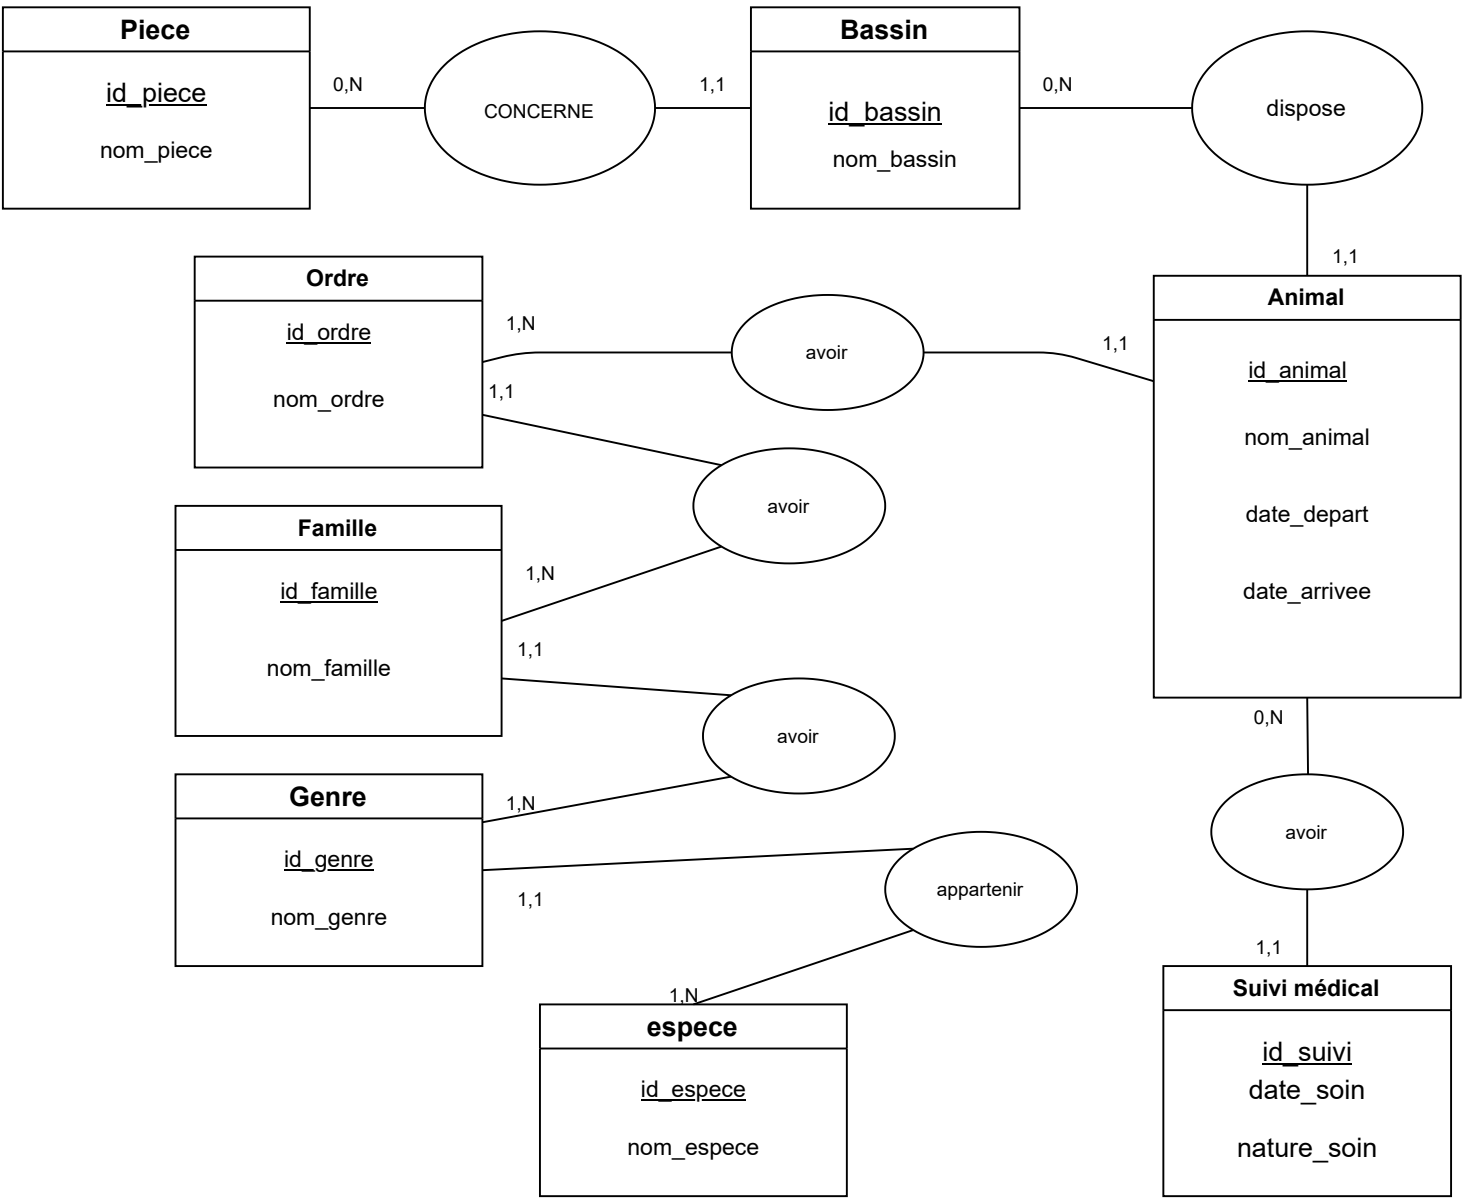 Piece
id_piece
nom_piece
0,N
CONCERNE
1,1
Bassin
id_bassin
nom_bassin
0,N
dispose
1,1
Ordre
id_ordre
nom_ordre
1,N
avoir
1,1
Animal
id_animal
nom_animal
date_depart
date_arrivee
1,1
avoir
1,N
Famille
id_famille
nom_famille
1,1
avoir
1,N
Genre
id_genre
nom_genre
1,1
appartenir
1,N
espece
id_espece
nom_espece
0,N
avoir
1,1
Suivi médical
id_suivi
date_soin
nature_soin